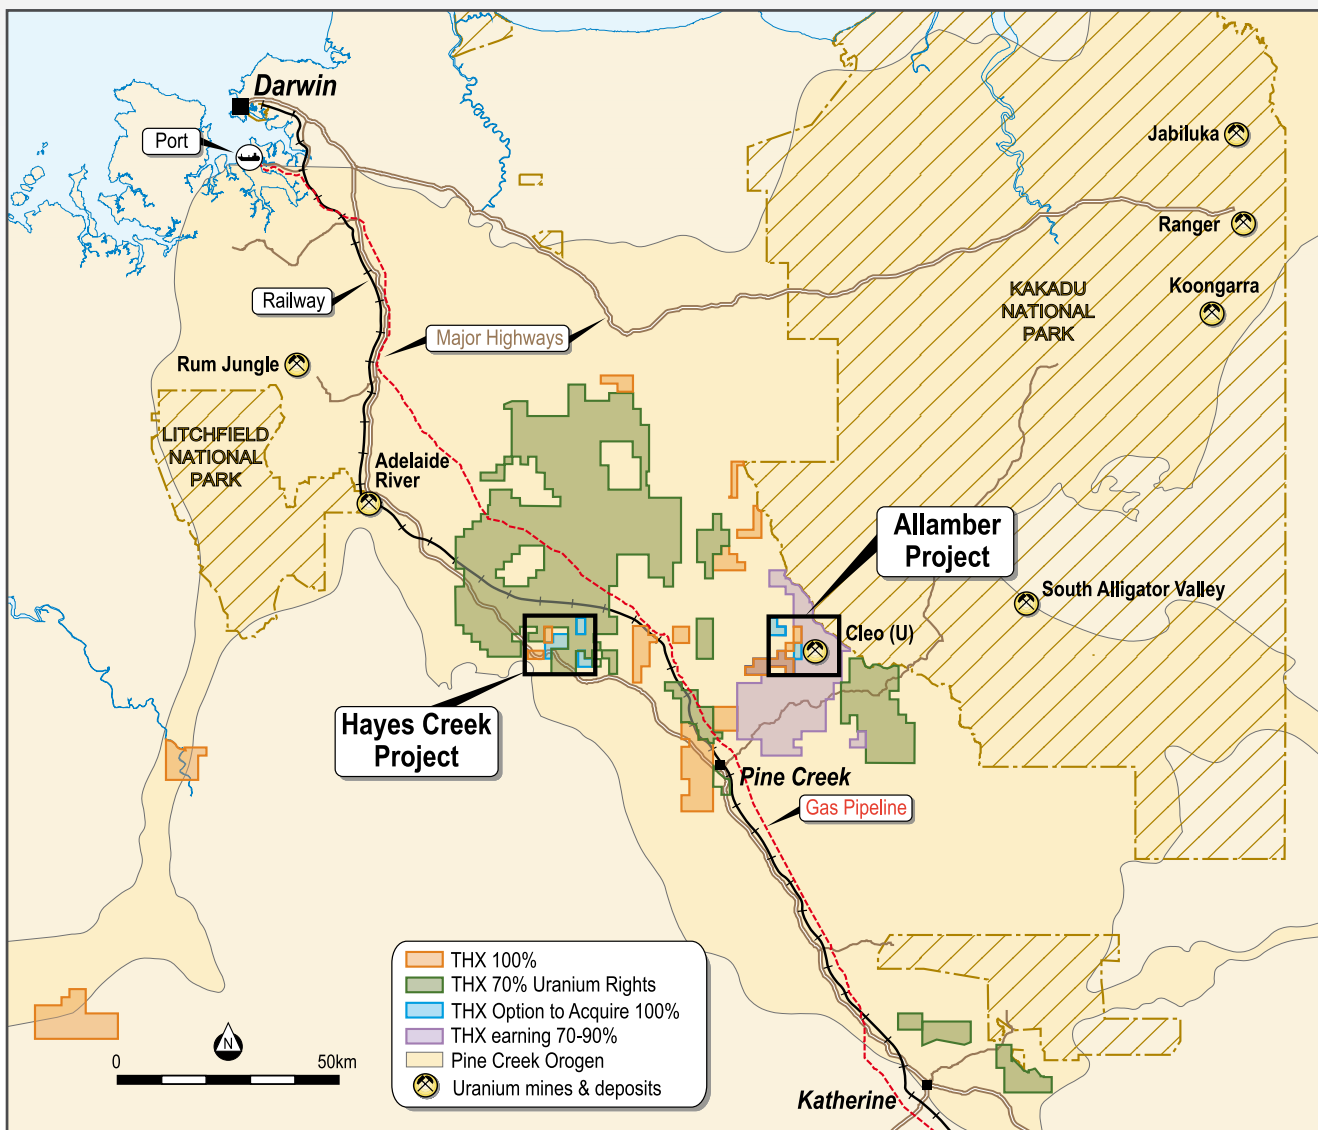 Darwin
Port
Jabiluka
Ranger
Koongarra
KAKADU
NATIONAL
PARK
Railway
Major Highways
Rum Jungle
LITCHFIELD
NATIONAL
PARK
Adelaide
River
Allamber
Project
South Alligator Valley
Cleo (U)
Hayes Creek
Project
Pine Creek
Gas Pipeline
THX 100%
THX 70% Uranium Rights
THX Option to Acquire 100%
THX earning 70-90%
Pine Creek Orogen
Uranium mines & deposits
N
0 50km
Katherine